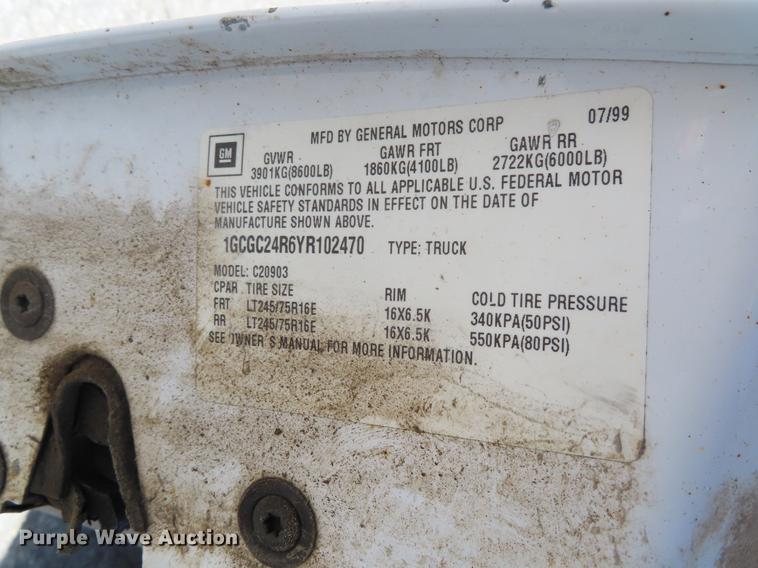 MFD BY GENERAL MOTORS CORP 07/99
GM
GVWR GAWR FRT GAWR RR
3901KG(8600LB) 1860KG(4100LB) 2722KG(6000LB)
THIS VEHICLE CONFORMS TO ALL APPLICABLE U.S. FEDERAL MOTOR
VEHICLE SAFETY STANDARDS IN EFFECT ON THE DATE OF
MANUFACTURE SHOWN ABOVE.
1GCGC24R6YR102470 TYPE: TRUCK
MODEL: C20903
CPAR TIRE SIZE RIM COLD TIRE PRESSURE
FRT LT245/75R16E 16X6.5K 340KPA(50PSI)
RR LT245/75R16E 16X6.5K 550KPA(80PSI)
SEE OWNER'S MANUAL FOR MORE INFORMATION.
Purple Wave Auction